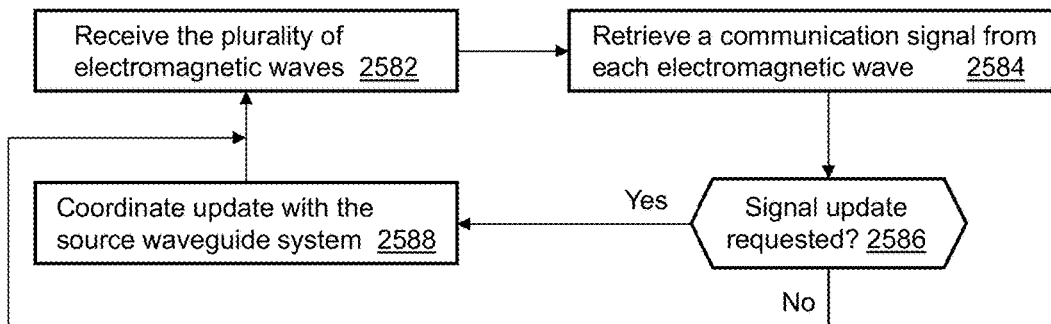 Receive the plurality of
electromagnetic waves 2582
Retrieve a communication signal from
each electromagnetic wave 2584
Coordinate update with the
source waveguide system 2588
Yes
Signal update
requested? 2586
No